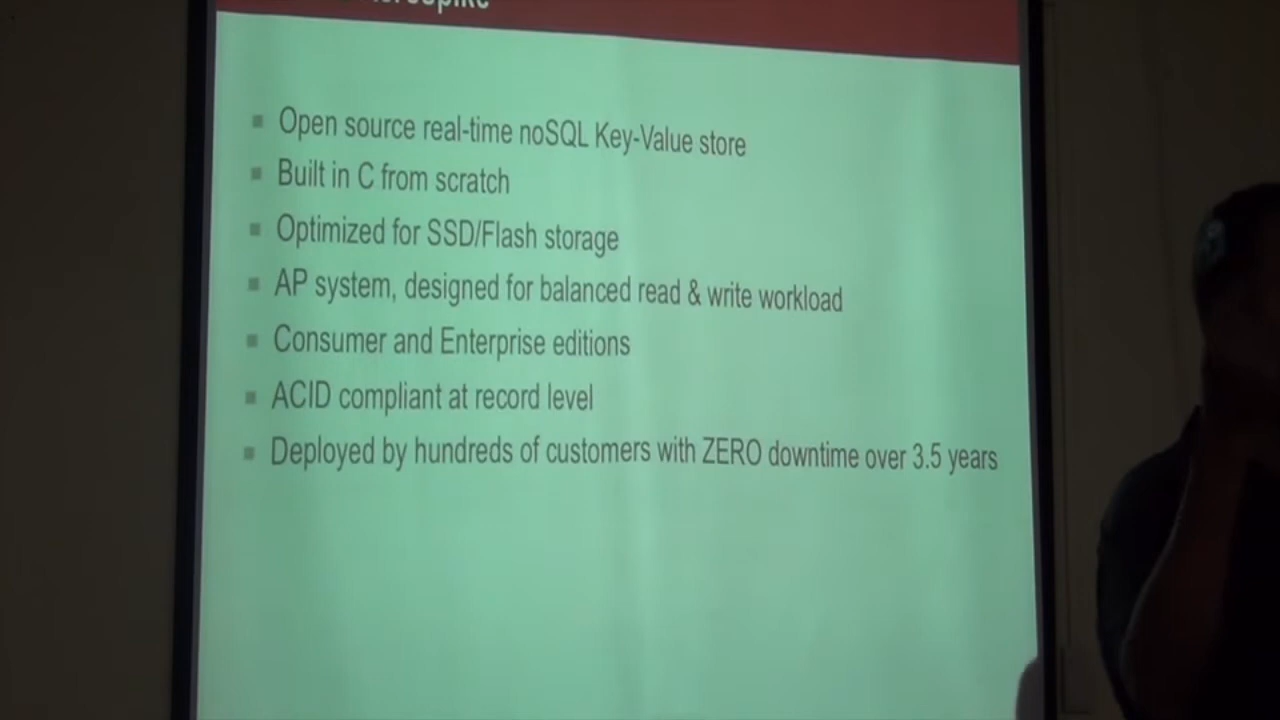 Aerospike
Open source real-time noSQL Key-Value store
Built in C from scratch
Optimized for SSD/Flash storage
AP system, designed for balanced read & write workload
Consumer and Enterprise editions
ACID compliant at record level
Deployed by hundreds of customers with ZERO downtime over 3.5 years